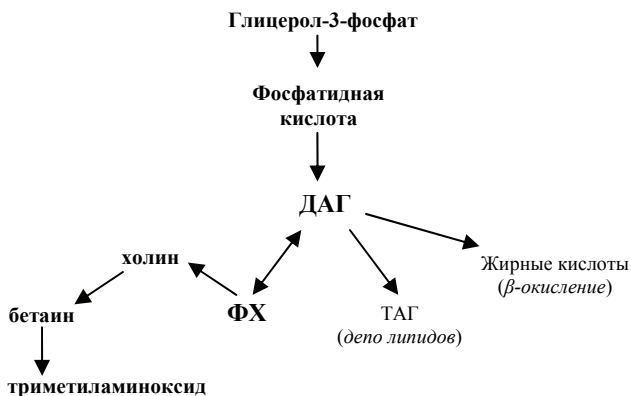 Глицерол-3-фосфат
Фосфатидная
кислота
ДАГ
холин
Жирные кислоты
(β-окисление)
бетаин
ФХ
ТАГ
(депо липидов)
триметиламиноксид